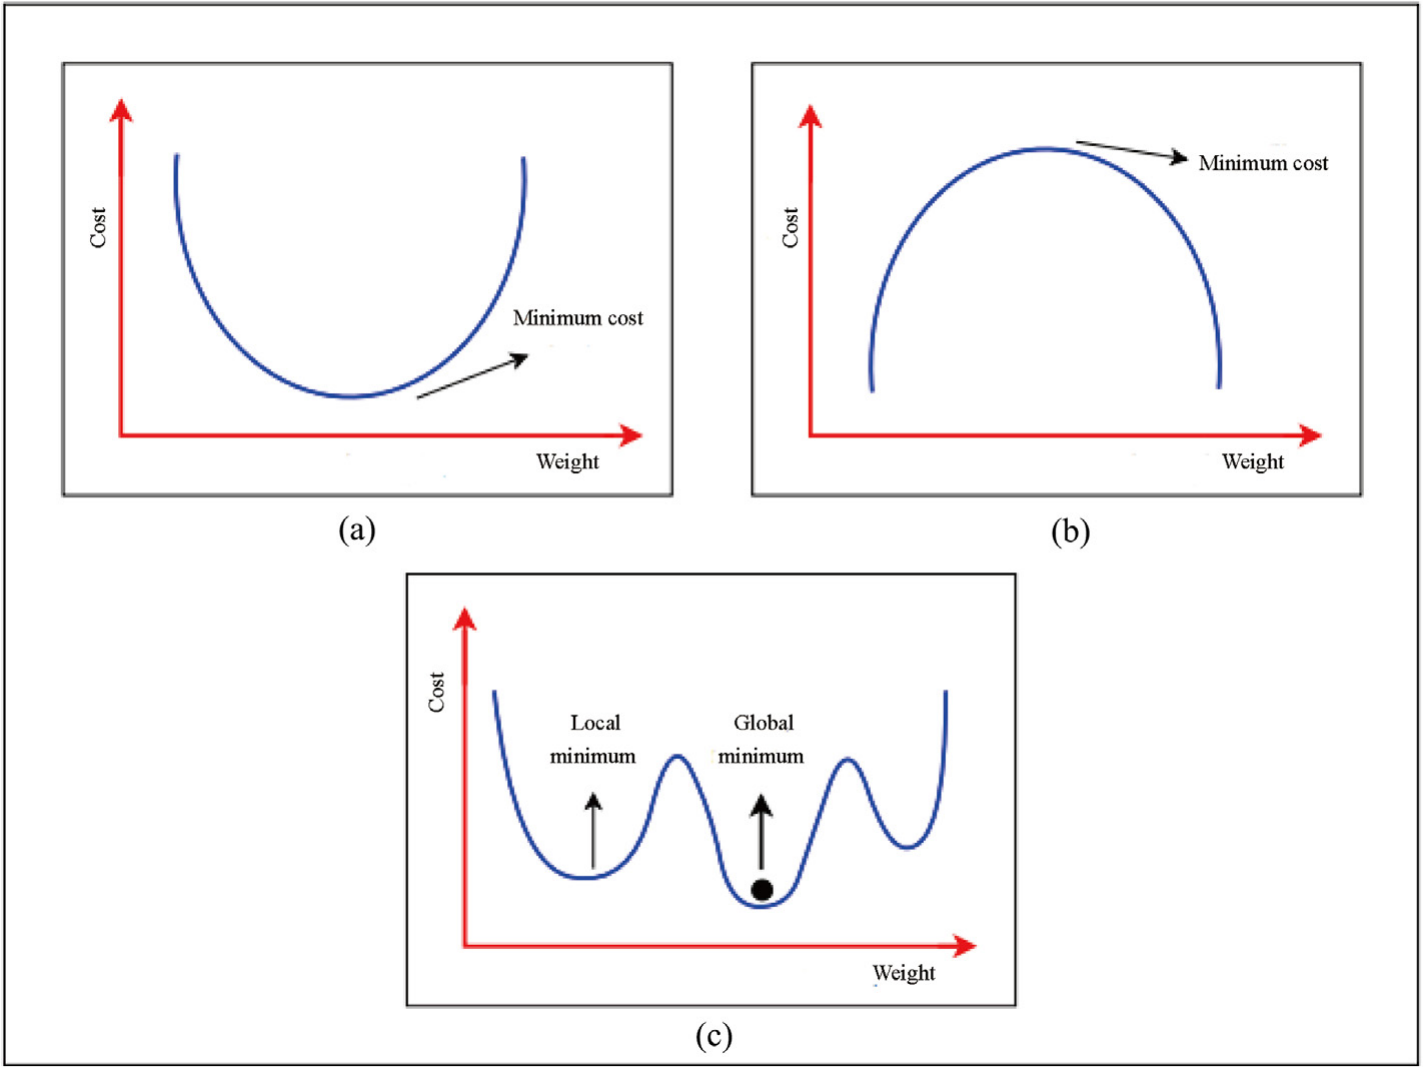 Cost
Minimum cost
Weight
(a)
Cost
Minimum cost
Weight
(b)
Cost
Local
minimum
Global
minimum
Weight
(c)